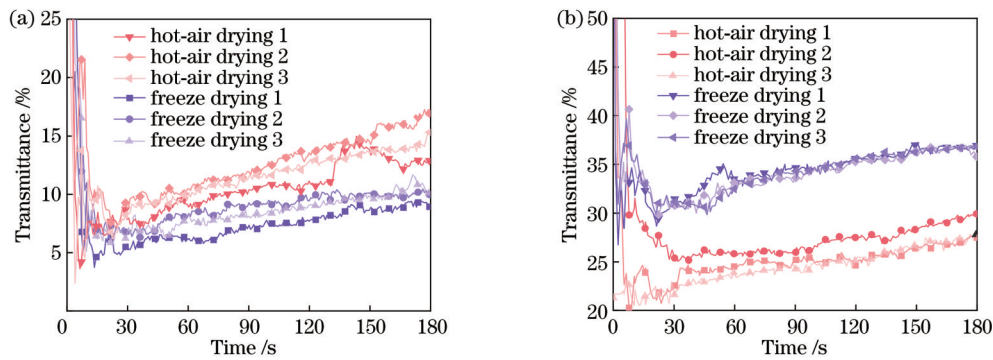 (a)
25
20
15
10
5
Transmittance /%
hot-air drying 1
hot-air drying 2
hot-air drying 3
freeze drying 1
freeze drying 2
freeze drying 3
0 30 60 90 120 150 180
Time /s
(b)
50
45
40
35
30
25
20
Transmittance /%
hot-air drying 1
hot-air drying 2
hot-air drying 3
freeze drying 1
freeze drying 2
freeze drying 3
0 30 60 90 120 150 180
Time /s